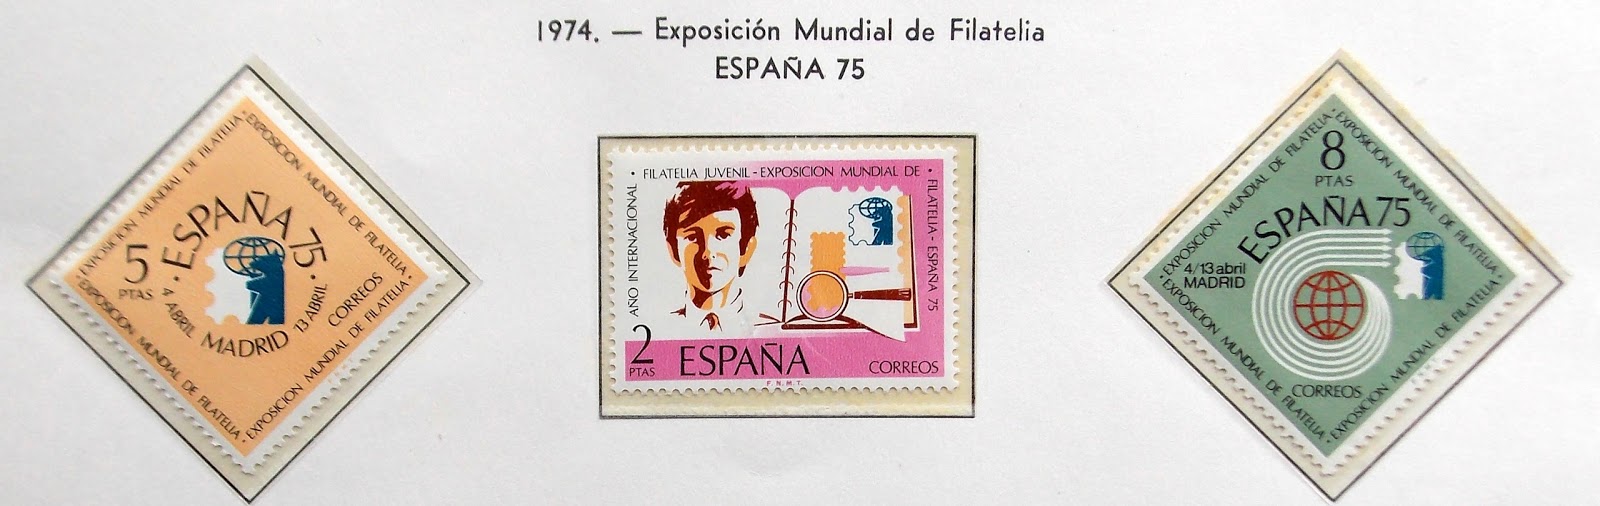 1974. — Exposición Mundial de Filatelia
ESPAÑA 75
· EXPOSICION MUNDIAL DE FILATELIA ·
EXPOSICION MUNDIAL DE FILATELIA ·
EXPOSICION MUNDIAL DE FILATELIA ·
EXPOSICION MUNDIAL DE FILATELIA ·
5
PTAS
· ESPAÑA 75 ·
4 ABRIL MADRID 13 ABRIL
CORREOS
AÑO INTERNACIONAL
· FILATELIA JUVENIL - EXPOSICION MUNDIAL DE ·
FILATELIA - ESPAÑA 75
2
PTAS
ESPAÑA
CORREOS
F.N.M.T.
· EXPOSICION MUNDIAL DE FILATELIA ·
EXPOSICION MUNDIAL DE FILATELIA ·
EXPOSICION MUNDIAL DE FILATELIA ·
EXPOSICION MUNDIAL DE FILATELIA ·
8
PTAS
ESPAÑA 75
4/13 abril
MADRID
CORREOS